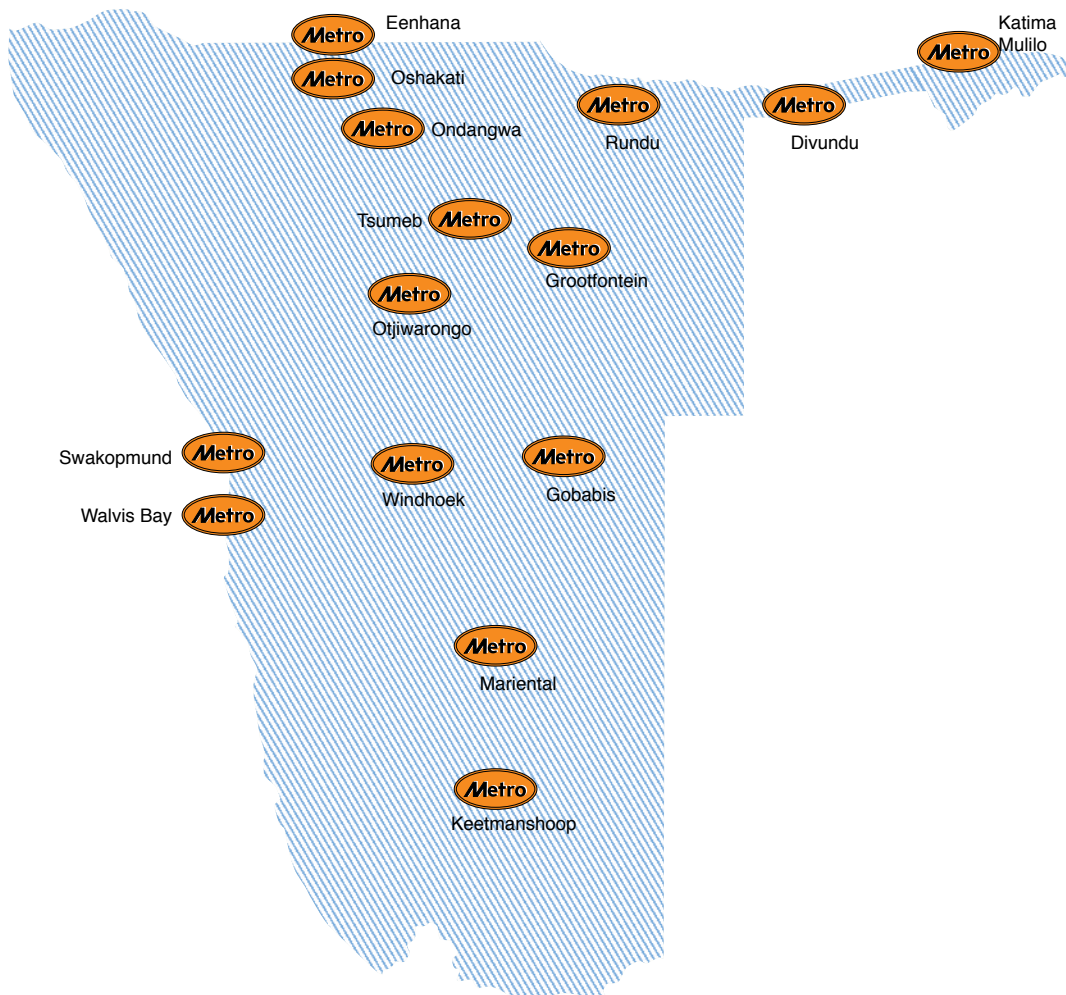 Metro
Eenhana
Katima
Mulilo
Metro
Metro
Oshakati
Metro
Ondangwa
Metro
Rundu
Metro
Divundu
Tsumeb
Metro
Metro
Grootfontein
Metro
Otjiwarongo
Swakopmund
Metro
Metro
Windhoek
Metro
Gobabis
Walvis Bay
Metro
Metro
Mariental
Metro
Keetmanshoop